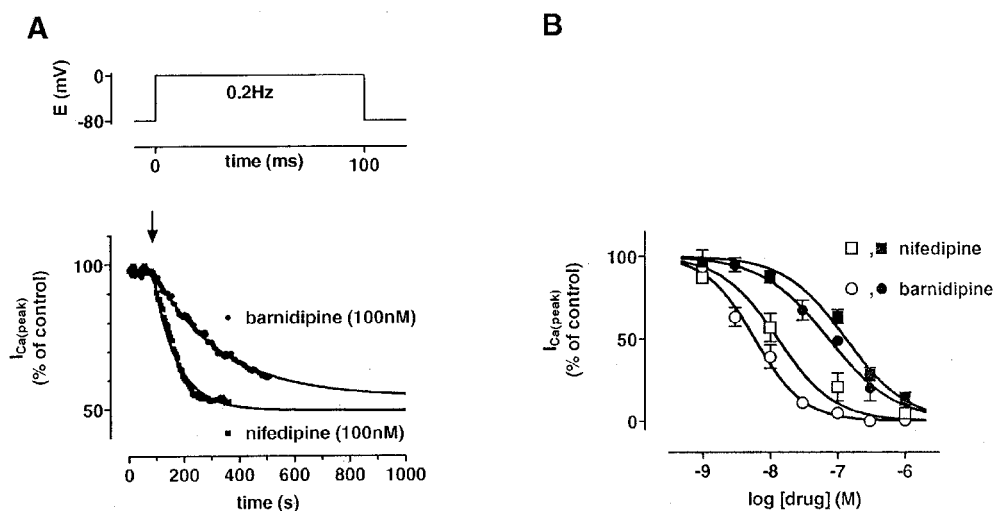 A
E (mV)
0
-80
0.2Hz
0
time (ms)
100
I Ca(peak)
(% of control)
100
50
barnidipine (100nM)
nifedipine (100nM)
0 200 400 600 800 1000
time (s)
B
I Ca(peak)
(% of control)
100
50
0
, nifedipine
, barnidipine
-9 -8 -7 -6
log [drug] (M)